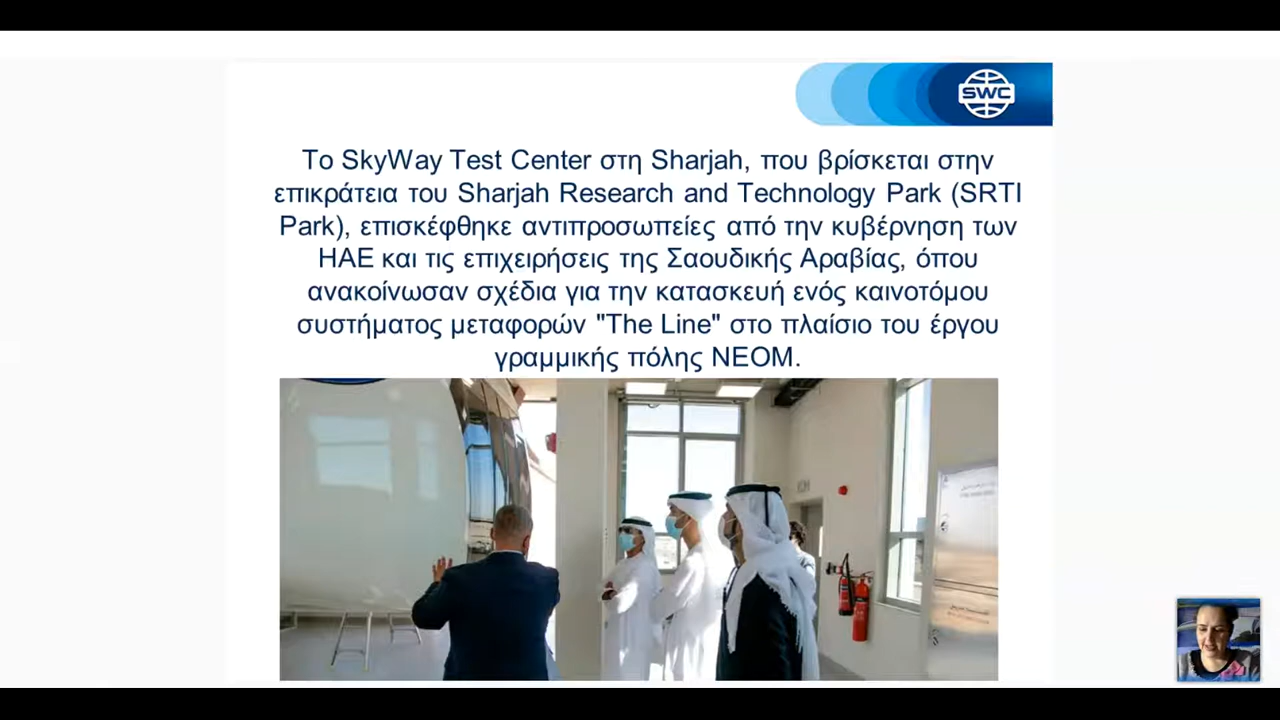 SWC
Το SkyWay Test Center στη Sharjah, που βρίσκεται στην
επικράτεια του Sharjah Research and Technology Park (SRTI
Park), επισκέφθηκε αντιπροσωπείες από την κυβέρνηση των
ΗΑΕ και τις επιχειρήσεις της Σαουδικής Αραβίας, όπου
ανακοίνωσαν σχέδια για την κατασκευή ενός καινοτόμου
συστήματος μεταφορών "The Line" στο πλαίσιο του έργου
γραμμικής πόλης NEOM.